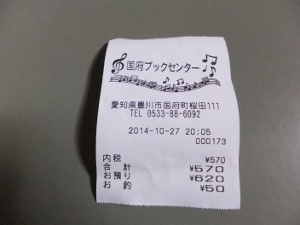 国府ブックセンター
愛知県豊川市国府町桜田111
TEL 0533-88-6092
2014-10-27 20:05
000173
内税 ¥570
合計 ¥570
お預り ¥620
お釣 ¥50